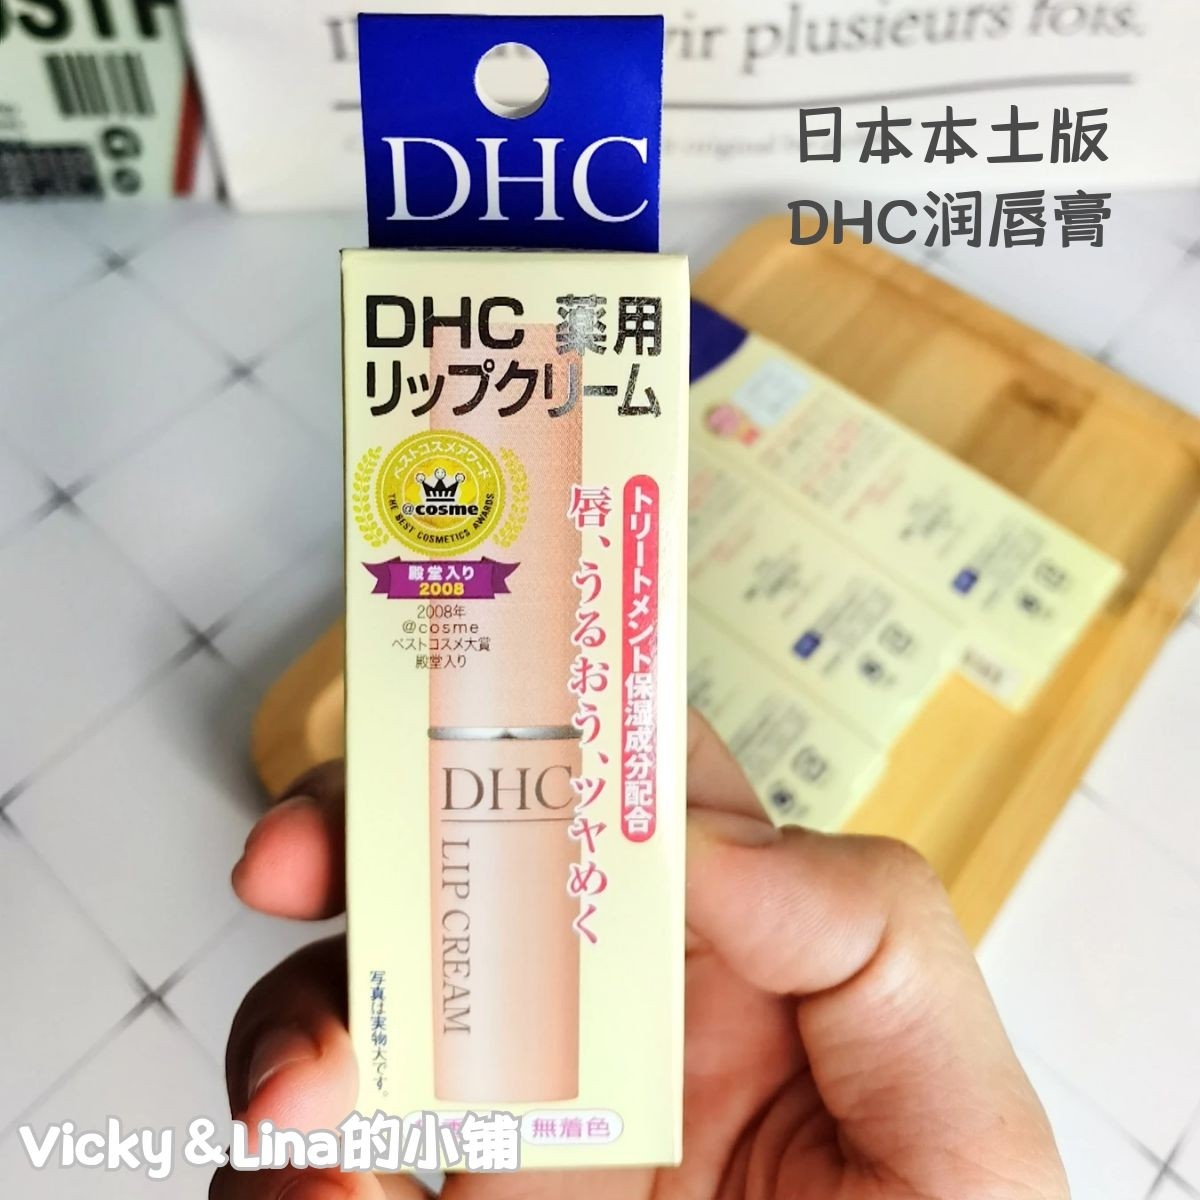 plusieurs fois.
日本本土版
DHC润唇膏
DHC
DHC 薬用
リップクリーム
ベストコスメアワード
@cosme
THE BEST COSMETICS AWARDS
殿堂入り
2008
2008年
@cosme
ベストコスメ大賞
殿堂入り
トリートメント保湿成分配合
唇、うるおう、ツヤめく
DHC
LIP CREAM
写真は実物大です。
無着色
Vicky &Lina的小铺